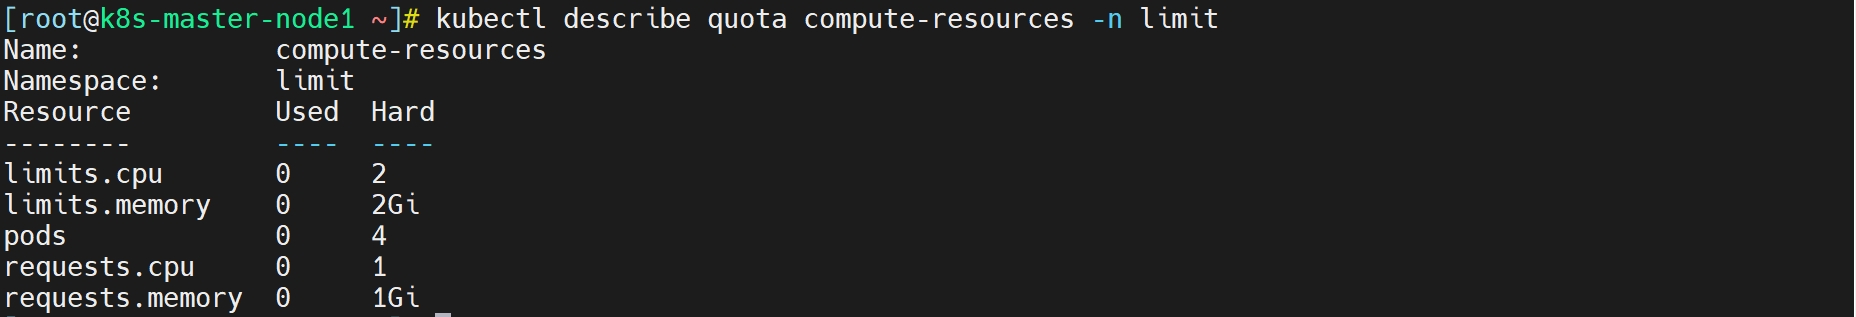 [root@k8s-master-node1 ~]# kubectl describe quota compute-resources -n limit
Name:            compute-resources
Namespace:       limit
Resource         Used  Hard
--------         ----  ----
limits.cpu       0     2
limits.memory    0     2Gi
pods             0     4
requests.cpu     0     1
requests.memory  0     1Gi